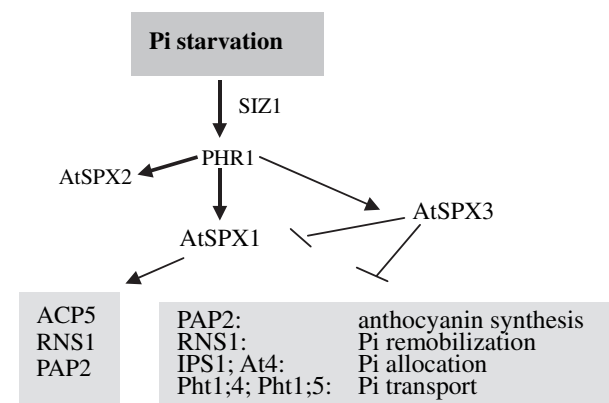 Pi starvation
SIZ1
PHR1
AtSPX2
AtSPX3
AtSPX1
ACP5
RNS1
PAP2
PAP2: anthocyanin synthesis
RNS1: Pi remobilization
IPS1; At4: Pi allocation
Pht1;4; Pht1;5: Pi transport